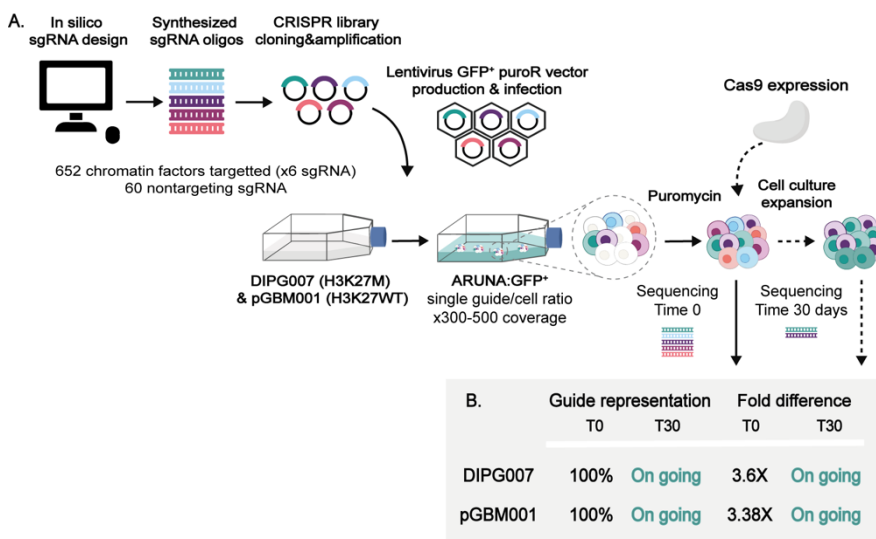 A.
In silico
sgRNA design
Synthesized
sgRNA oligos
CRISPR library
cloning&amplification
Lentivirus GFP⁺ puroR vector
production & infection
Cas9 expression
652 chromatin factors targetted (x6 sgRNA)
60 nontargeting sgRNA
Puromycin
Cell culture
expansion
DIPG007 (H3K27M)
& pGBM001 (H3K27WT)
ARUNA:GFP⁺
single guide/cell ratio
x300-500 coverage
Sequencing
Time 0
Sequencing
Time 30 days
B. Guide representation Fold difference
T0 T30 T0 T30
DIPG007 100% On going 3.6X On going
pGBM001 100% On going 3.38X On going